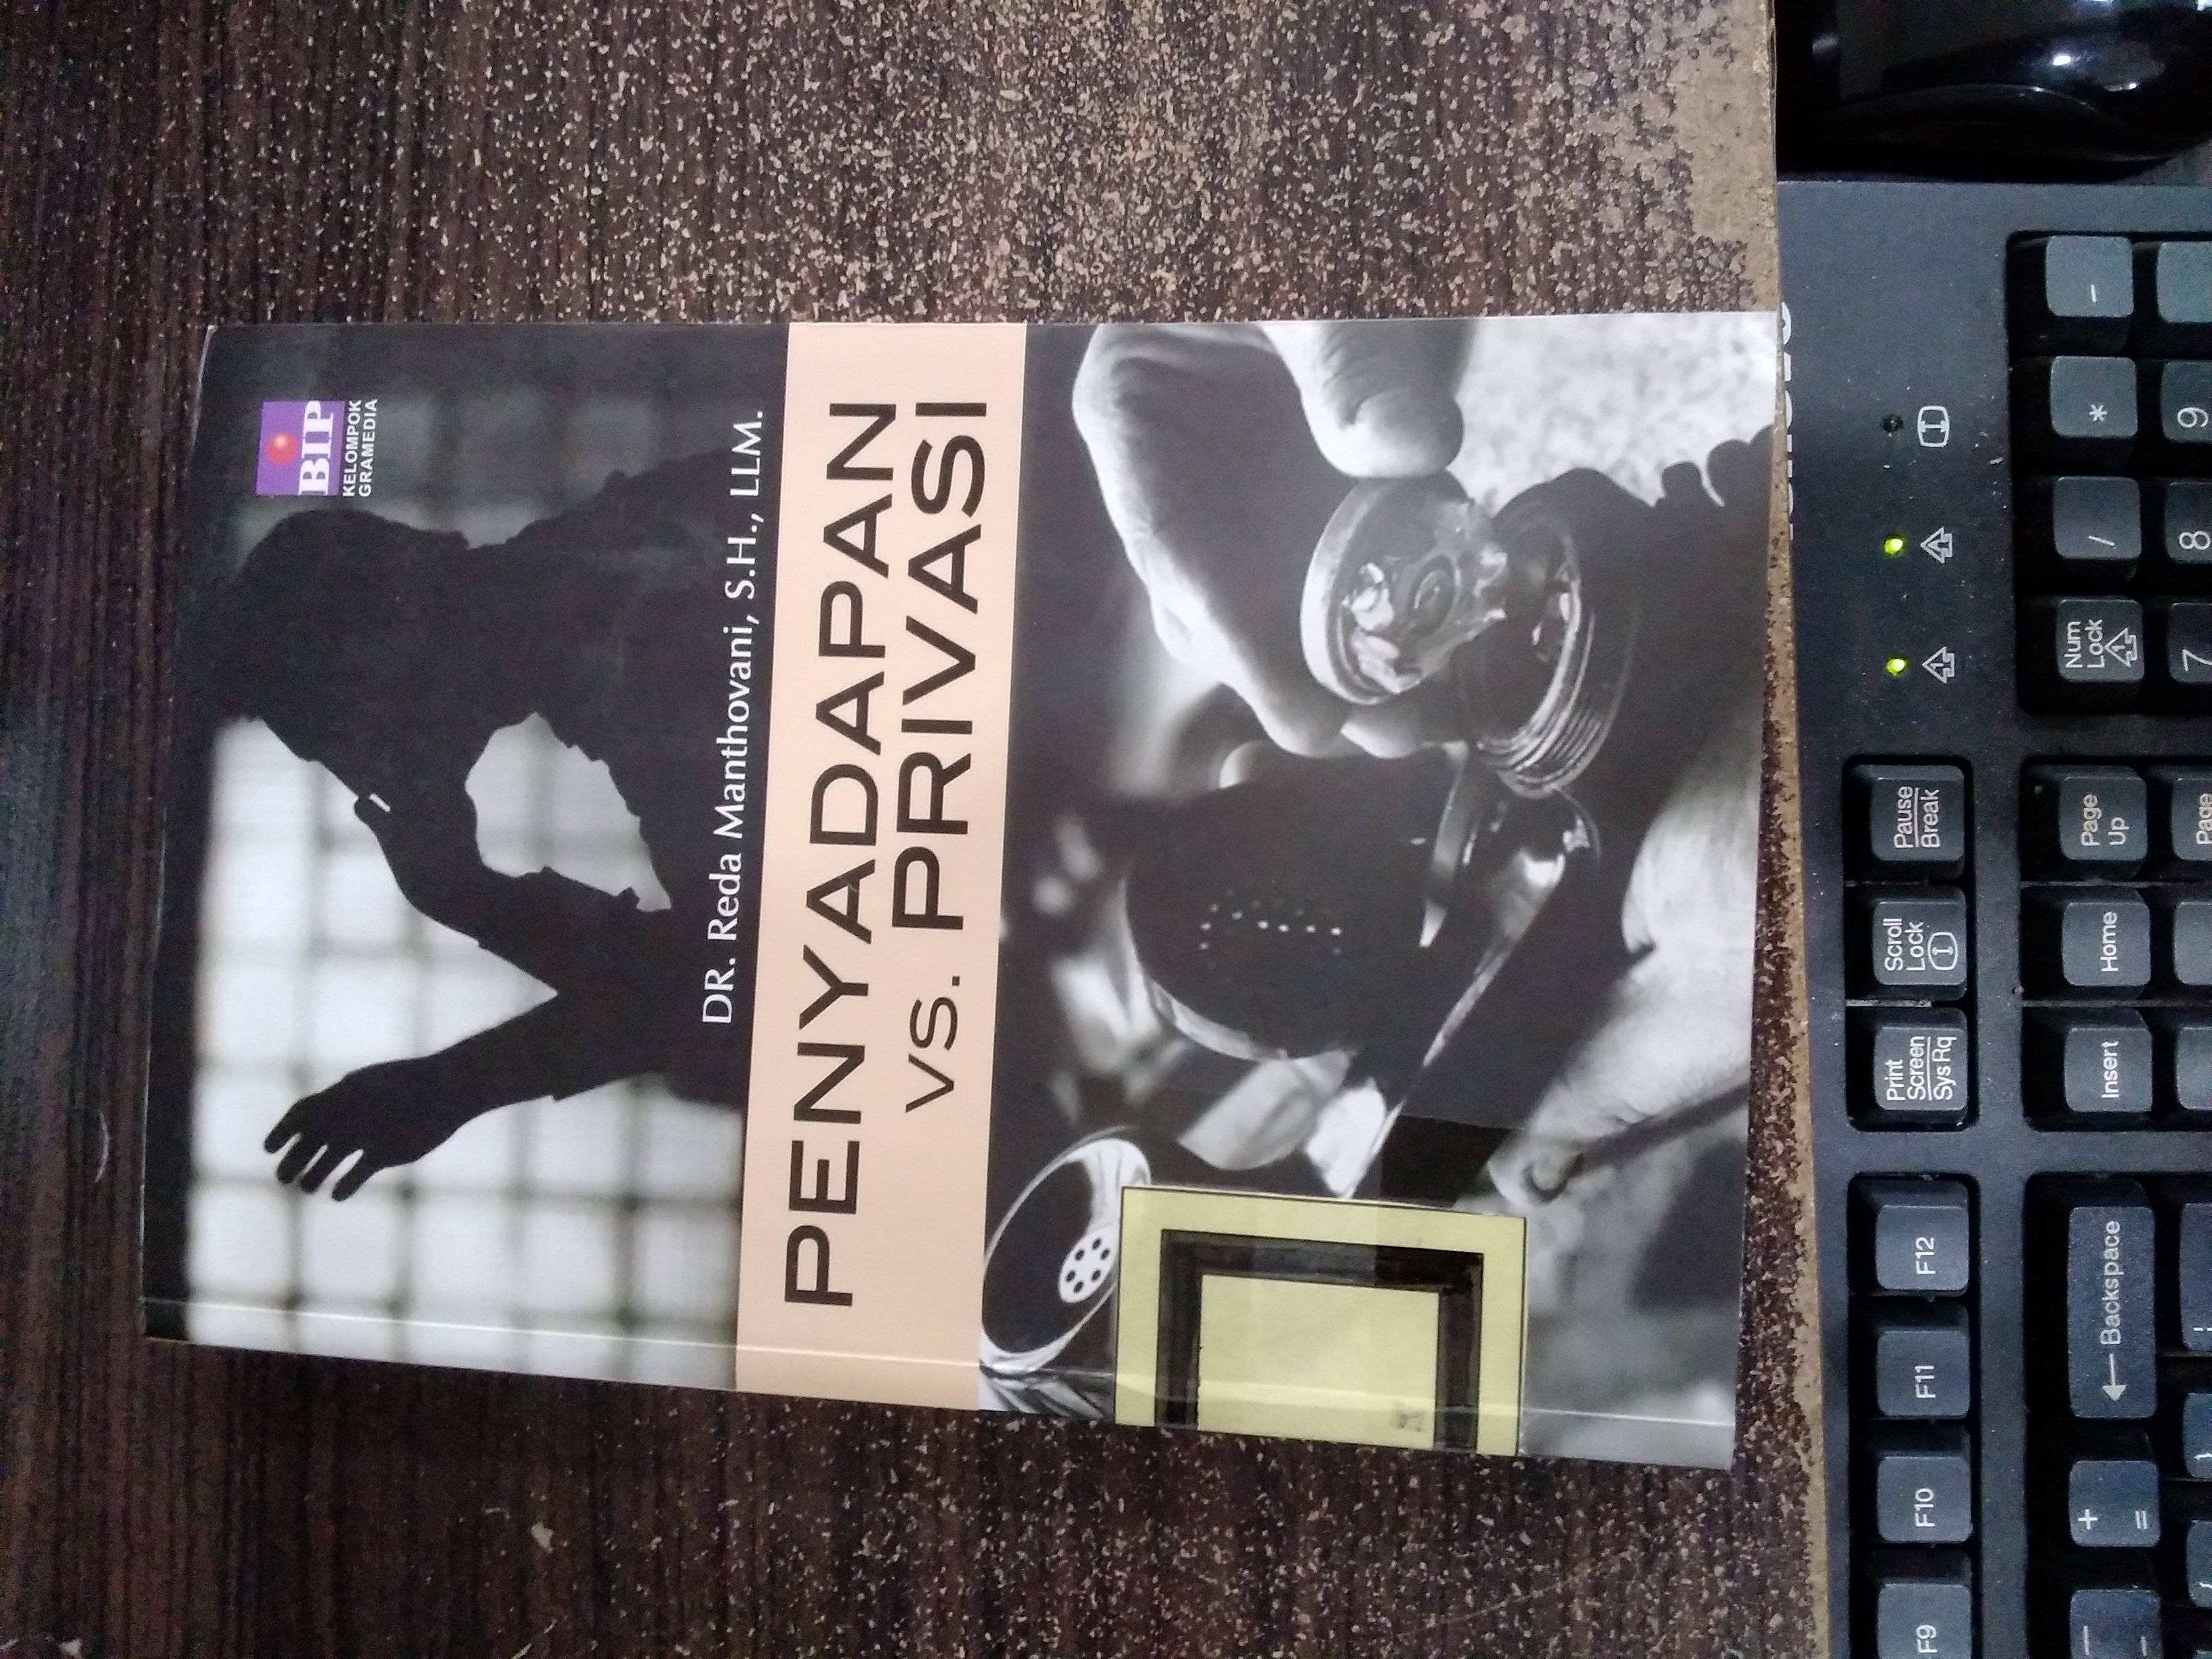 BIP
KELOMPOK
GRAMEDIA
DR. Reda Manthovani, S.H., LLM.
PENYADAPAN
VS. PRIVASI
F9
F10
F11
F12
Print
Screen
SysRq
Scroll
Lock
Pause
Break
+
=
← Backspace
Insert
Home
Page
Up
Num
Lock
/
*
-
7
8
9
Page